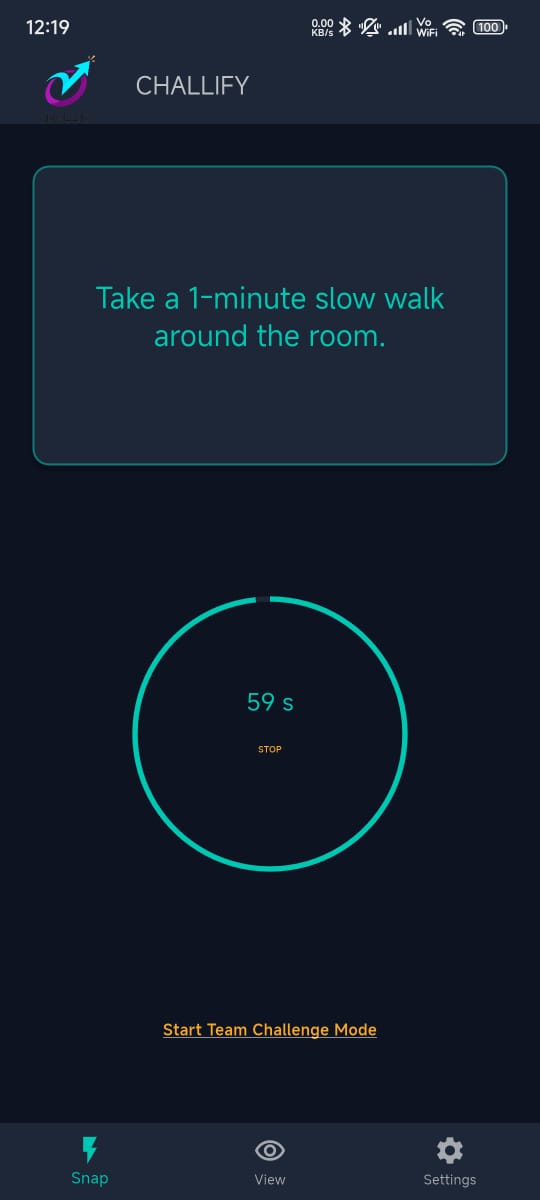 12:19
0.00
KB/s
Vo
WiFi
100
CHALLIFY
Take a 1-minute slow walk
around the room.
59 s
STOP
Start Team Challenge Mode
Snap
View
Settings